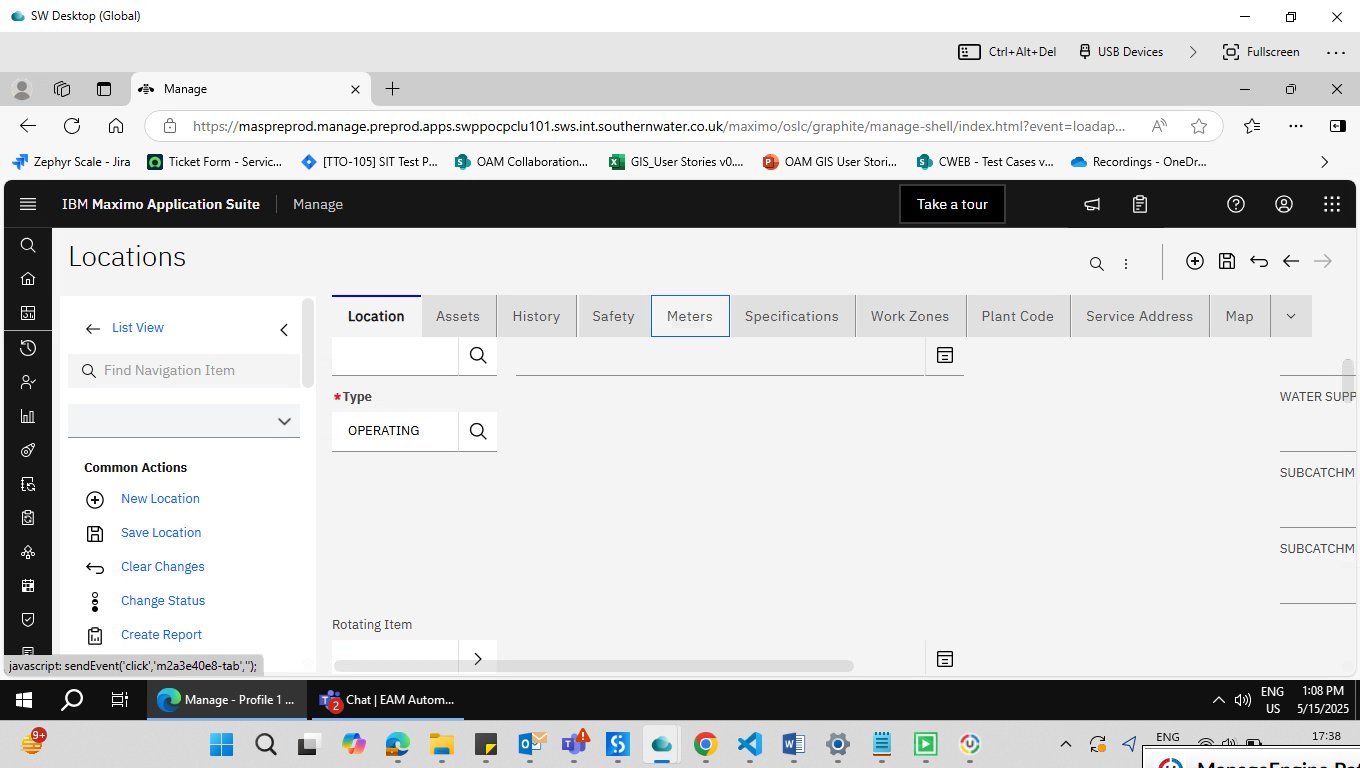 SW Desktop (Global)
Ctrl+Alt+Del
USB Devices
Fullscreen
Manage
https://maspreprod.manage.preprod.apps.swppocpclu101.sws.int.southernwater.co.uk/maximo/oslc/graphite/manage-shell/index.html?event=loadap...
Zephyr Scale - Jira
Ticket Form - Servic...
[TTO-105] SIT Test P...
OAM Collaboration...
GIS_User Stories v0....
OAM GIS User Stori...
CWEB - Test Cases v...
Recordings - OneDr...
IBM Maximo Application Suite
Manage
Take a tour
Locations
List View
Find Navigation Item
Common Actions
New Location
Save Location
Clear Changes
Change Status
Create Report
Location
Assets
History
Safety
Meters
Specifications
Work Zones
Plant Code
Service Address
Map
*Type
OPERATING
WATER SUPP
SUBCATCHM
SUBCATCHM
Rotating Item
javascript: sendEvent('click','m2a3e40e8-tab','');
Manage - Profile 1 ...
2
Chat | EAM Autom...
ENG
US
1:08 PM
5/15/2025
9+
ENG
17:38